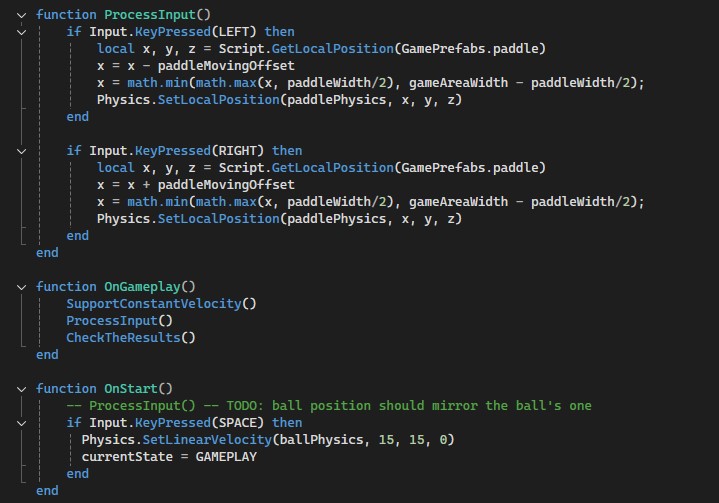 function ProcessInput()
    if Input.KeyPressed(LEFT) then
        local x, y, z = Script.GetLocalPosition(GamePrefabs.paddle)
        x = x - paddleMovingOffset
        x = math.min(math.max(x, paddleWidth/2), gameAreaWidth - paddleWidth/2);
        Physics.SetLocalPosition(paddlePhysics, x, y, z)
    end

    if Input.KeyPressed(RIGHT) then
        local x, y, z = Script.GetLocalPosition(GamePrefabs.paddle)
        x = x + paddleMovingOffset
        x = math.min(math.max(x, paddleWidth/2), gameAreaWidth - paddleWidth/2);
        Physics.SetLocalPosition(paddlePhysics, x, y, z)
    end
end

function OnGameplay()
    SupportConstantVelocity()
    ProcessInput()
    CheckTheResults()
end

function OnStart()
    -- ProcessInput() -- TODO: ball position should mirror the ball's one
    if Input.KeyPressed(SPACE) then
      Physics.SetLinearVelocity(ballPhysics, 15, 15, 0)
      currentState = GAMEPLAY
    end
end